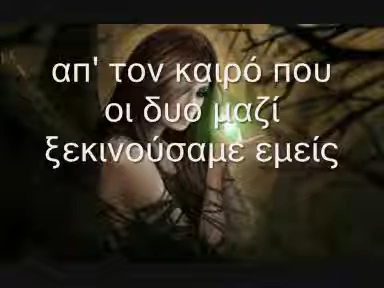 απ' τον καιρό που
οι δυο μαζί
ξεκινούσαμε εμείς